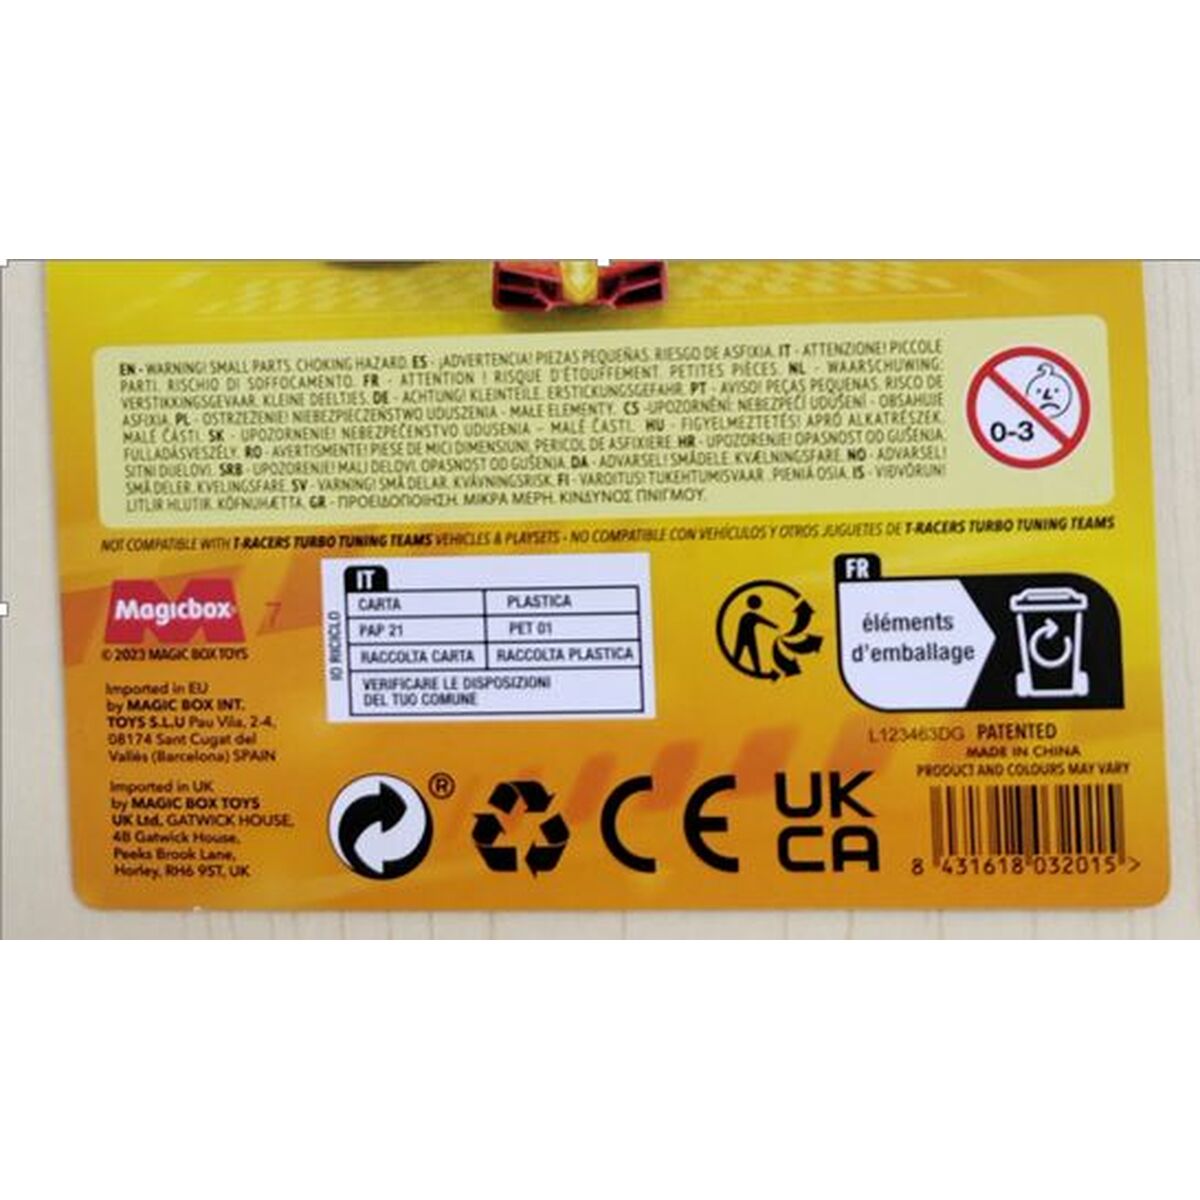 EN - WARNING! SMALL PARTS. CHOKING HAZARD. ES - ¡ADVERTENCIA! PIEZAS PEQUEÑAS. RIESGO DE ASFIXIA. IT - ATTENZIONE! PICCOLE
PARTI. RISCHIO DI SOFFOCAMENTO. FR - ATTENTION ! RISQUE D'ÉTOUFFEMENT. PETITES PIÈCES. NL - WAARSCHUWING:
VERSTIKKINGSGEVAAR. KLEINE DEELTJES. DE - ACHTUNG! KLEINTEILE. ERSTICKUNGSGEFAHR. PT - AVISO! PEÇAS PEQUENAS. RISCO DE
ASFIXIA. PL - OSTRZEŻENIE! NIEBEZPIECZEŃSTWO UDUSZENIA - MAŁE ELEMENTY. CS - UPOZORNĚNÍ: NEBEZPEČÍ UDUŠENÍ - OBSAHUJE
MALÉ ČÁSTI. SK - UPOZORNENIE! NEBEZPEČENSTVO UDUSENIA - MALÉ ČASTI. HU - FIGYELMEZTETÉS! APRÓ ALKATRÉSZEK.
FULLADÁSVESZÉLY. RO - AVERTISMENTE! PIESE DE MICI DIMENSIUNI, PERICOL DE ASFIXIERE. HR - UPOZORENJE! OPASNOST OD GUŠENJA.
SITNI DIJELOVI. SRB - UPOZORENJE! MALI DELOVI, OPASNOST OD GUŠENJA. DA - ADVARSEL! SMÅDELE. KVÆLNINGSFARE. NO - ADVARSEL!
SMÅ DELER. KVELINGSFARE. SV - VARNING! SMÅ DELAR. KVÄVNINGSRISK. FI - VAROITUS! TUKEHTUMISVAARA. PIENIÄ OSIA. IS - VIÐVÖRUN!
LITLIR HLUTIR. KÖFNUHÆTTA. GR - ΠΡΟΕΙΔΟΠΟΙΗΣΗ. ΜΙΚΡΑ ΜΕΡΗ. ΚΙΝΔΥΝΟΣ ΠΝΙΓΜΟΥ.
0-3
NOT COMPATIBLE WITH T-RACERS TURBO TUNING TEAMS VEHICLES & PLAYSETS - NO COMPATIBLE CON VEHÍCULOS Y OTROS JUGUETES DE T-RACERS TURBO TUNING TEAMS
Magicbox
7
© 2023 MAGIC BOX TOYS
Imported in EU
by MAGIC BOX INT.
TOYS S.L.U Pau Vila, 2-4,
08174 Sant Cugat del
Vallès (Barcelona) SPAIN
Imported in UK
by MAGIC BOX TOYS
UK Ltd, GATWICK HOUSE,
4B Gatwick House,
Peeks Brook Lane,
Horley, RH6 9ST, UK
IO RICICLO
IT
CARTA PLASTICA
PAP 21 PET 01
RACCOLTA CARTA RACCOLTA PLASTICA
VERIFICARE LE DISPOSIZIONI
DEL TUO COMUNE
FR
éléments
d'emballage
L123463DG PATENTED
MADE IN CHINA
PRODUCT AND COLOURS MAY VARY
®
CE
UK
CA
8 431618 032015 >